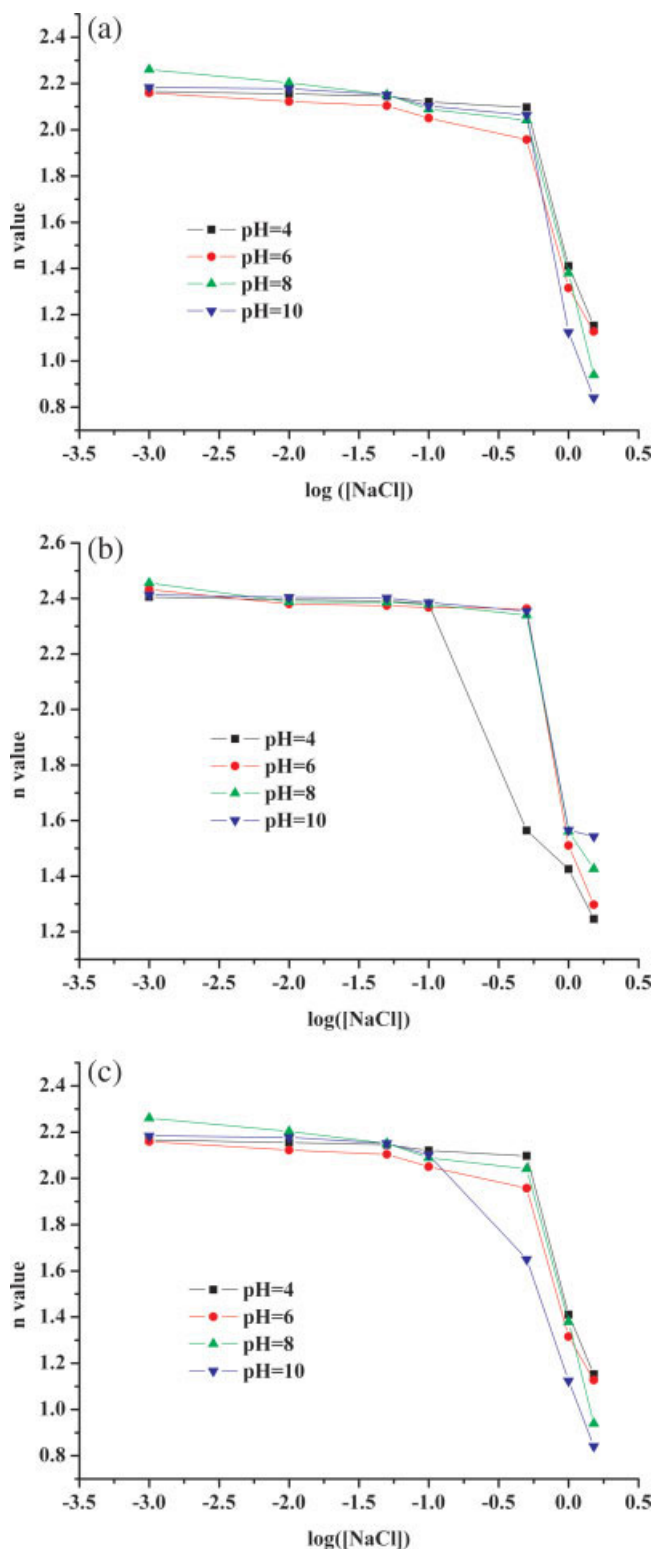 (a)
2.4
2.2
2.0
1.8
1.6
1.4
1.2
1.0
0.8
n value
pH=4
pH=6
pH=8
pH=10
-3.5 -3.0 -2.5 -2.0 -1.5 -1.0 -0.5 0.0 0.5
log ([NaCl])
(b)
2.6
2.4
2.2
2.0
1.8
1.6
1.4
1.2
n value
pH=4
pH=6
pH=8
pH=10
-3.5 -3.0 -2.5 -2.0 -1.5 -1.0 -0.5 0.0 0.5
log([NaCl])
(c)
2.4
2.2
2.0
1.8
1.6
1.4
1.2
1.0
0.8
n value
pH=4
pH=6
pH=8
pH=10
-3.5 -3.0 -2.5 -2.0 -1.5 -1.0 -0.5 0.0 0.5
log([NaCl])